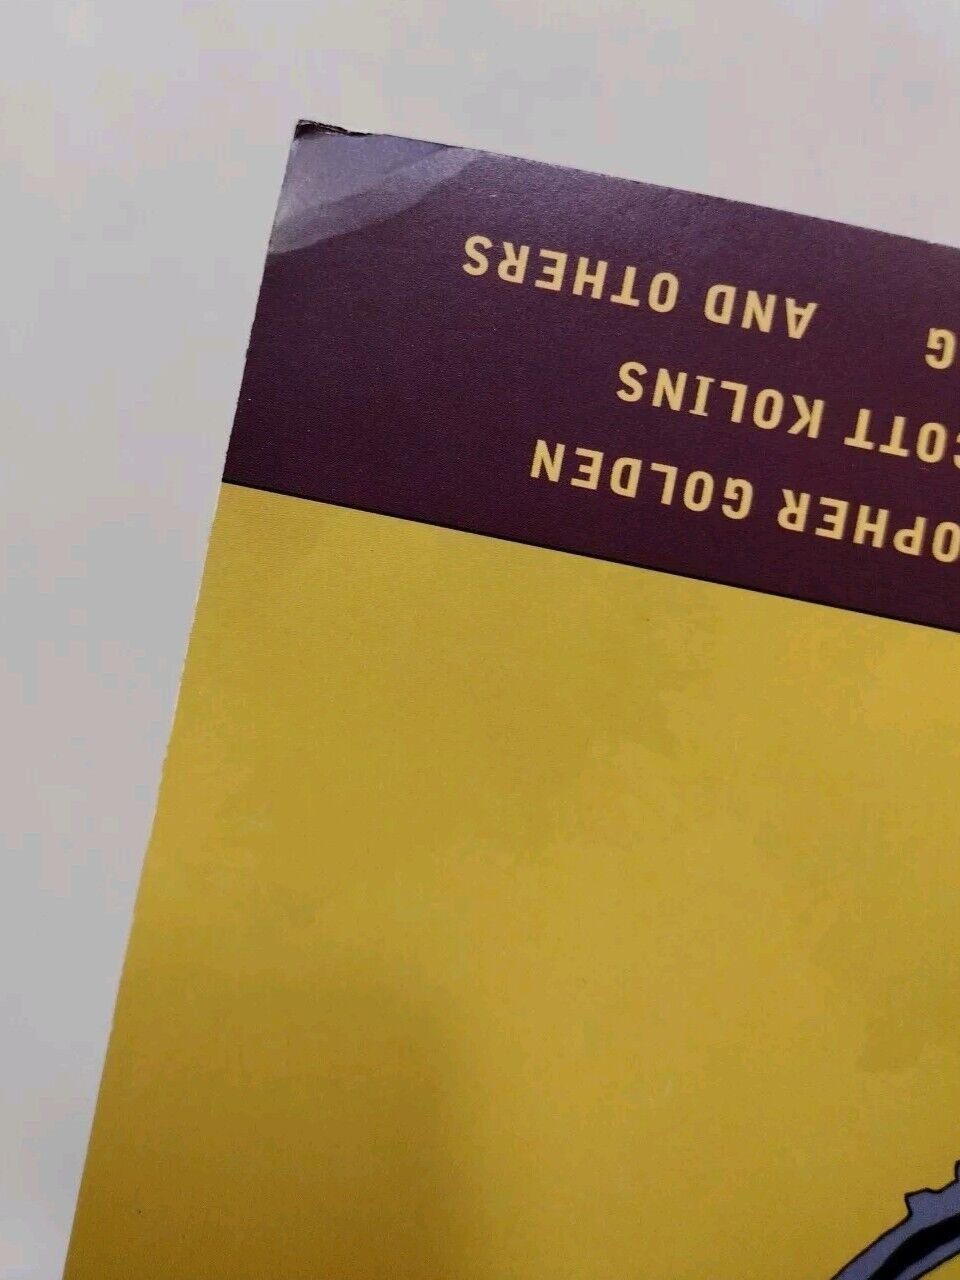 OPHER GOLDEN
COTT KOLINS
G AND OTHERS